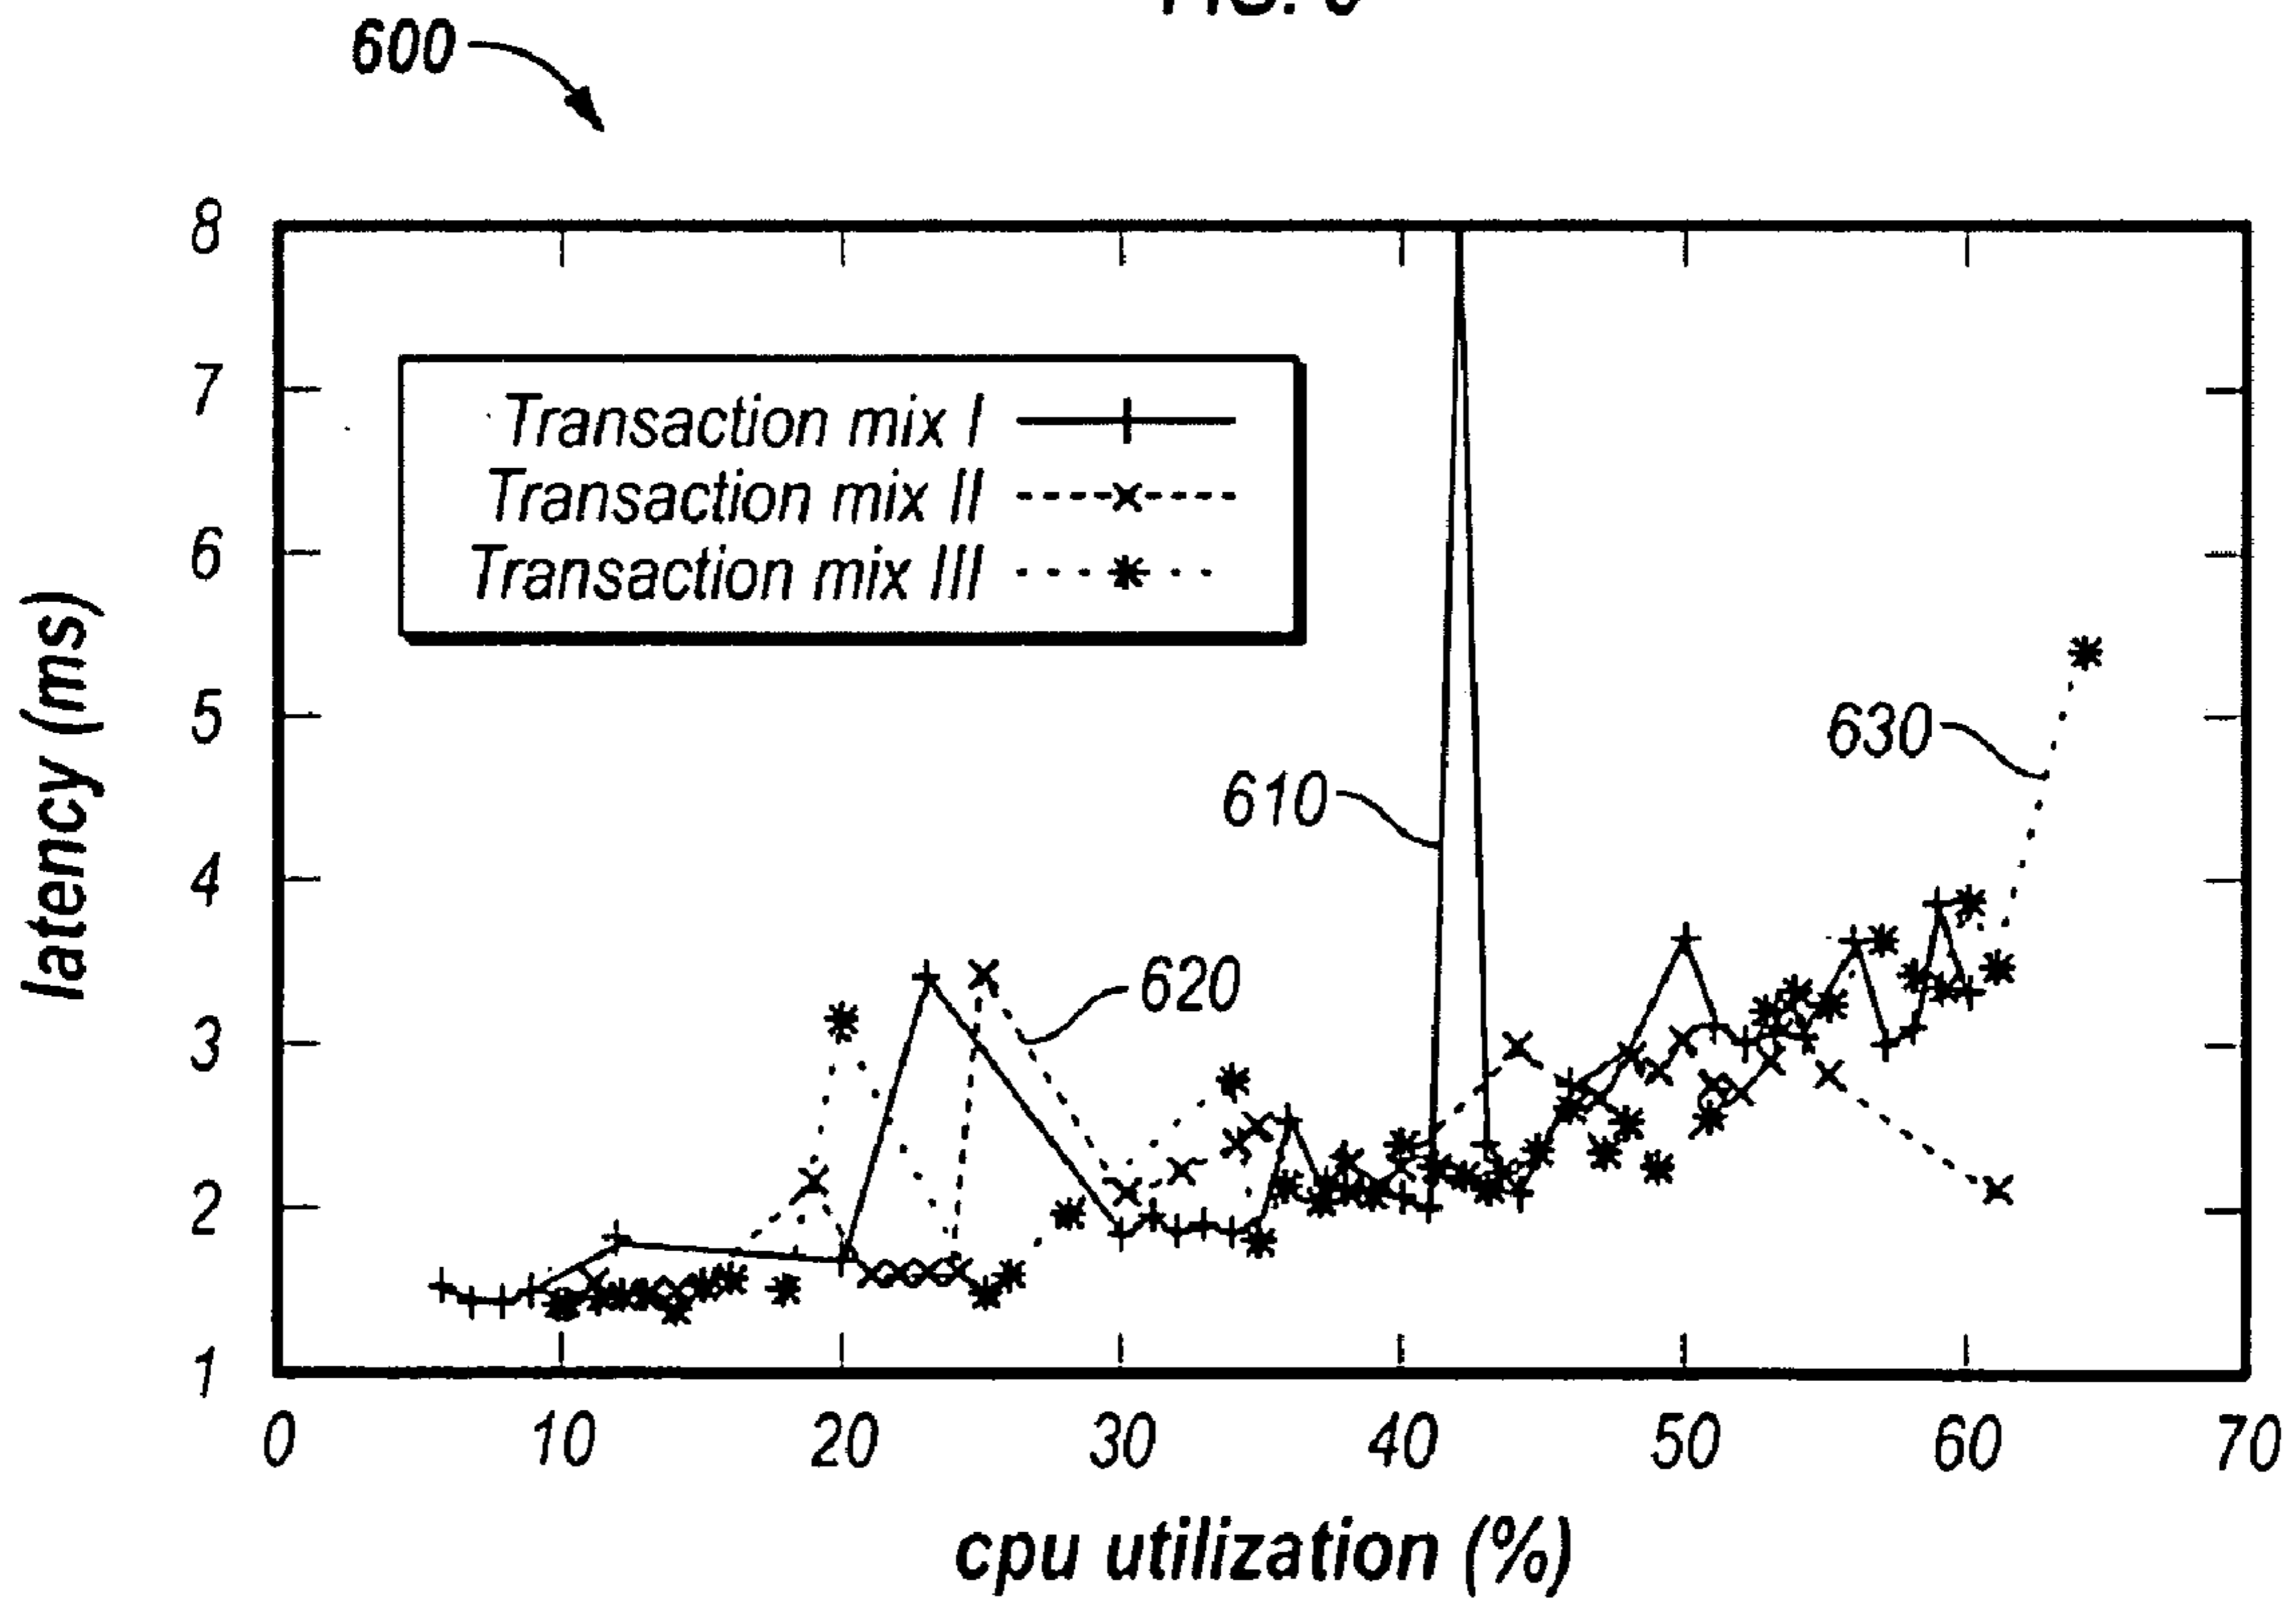 600
8
7
6
5
4
3
2
1
latency (ms)
Transaction mix I
Transaction mix II
Transaction mix III
610
620
630
0 10 20 30 40 50 60 70
cpu utilization (%)